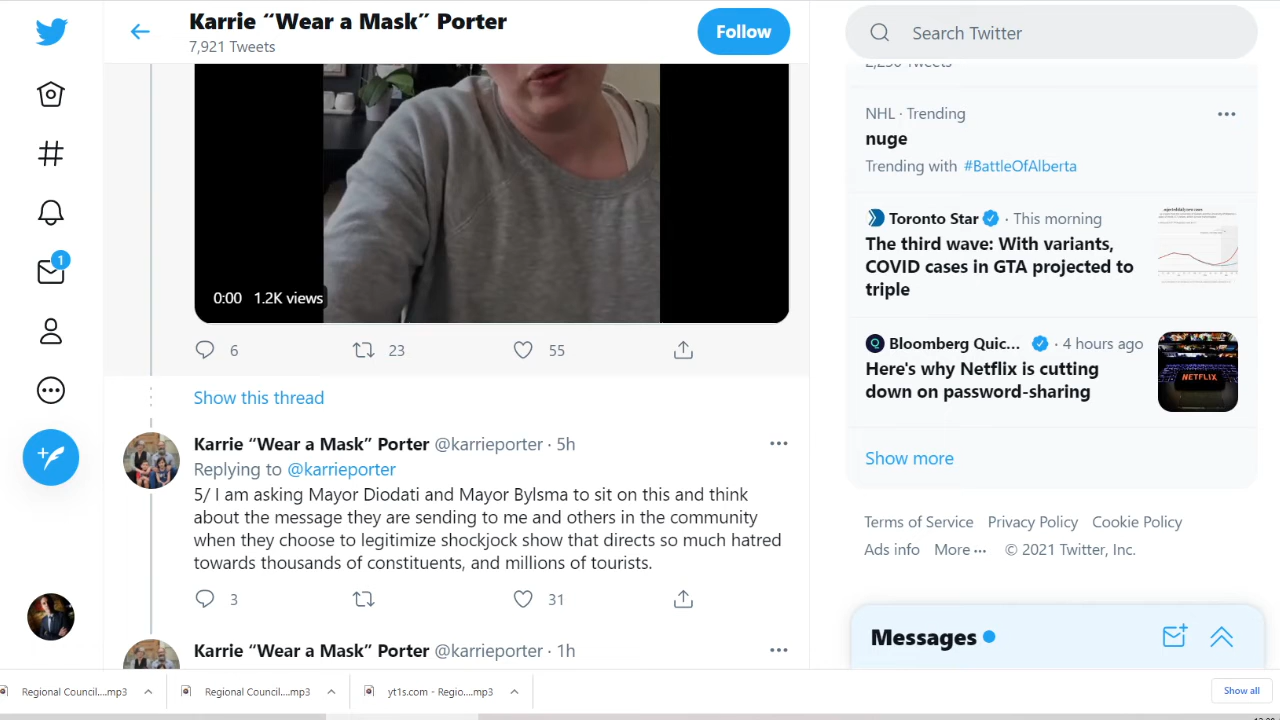 Karrie “Wear a Mask” Porter
7,921 Tweets
Follow
Search Twitter
NHL · Trending
nuge
Trending with #BattleOfAlberta
Toronto Star · This morning
The third wave: With variants,
COVID cases in GTA projected to
triple
Bloomberg Quic... · 4 hours ago
Here's why Netflix is cutting
down on password-sharing
NETFLIX
Show more
Terms of Service Privacy Policy Cookie Policy
Ads info More ··· © 2021 Twitter, Inc.
1
0:00 1.2K views
6 23 55
Show this thread
Karrie “Wear a Mask” Porter @karrieporter · 5h
Replying to @karrieporter
5/ I am asking Mayor Diodati and Mayor Bylsma to sit on this and think
about the message they are sending to me and others in the community
when they choose to legitimize shockjock show that directs so much hatred
towards thousands of constituents, and millions of tourists.
3 31
Karrie “Wear a Mask” Porter @karrieporter · 1h
Messages
Regional Council....mp3
Regional Council....mp3
yt1s.com - Regio....mp3
Show all